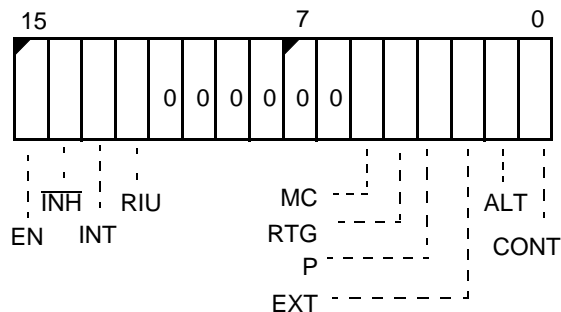 15 7 0
0 0 0 0 0 0
INH RIU MC ALT
EN INT RTG CONT
P
EXT